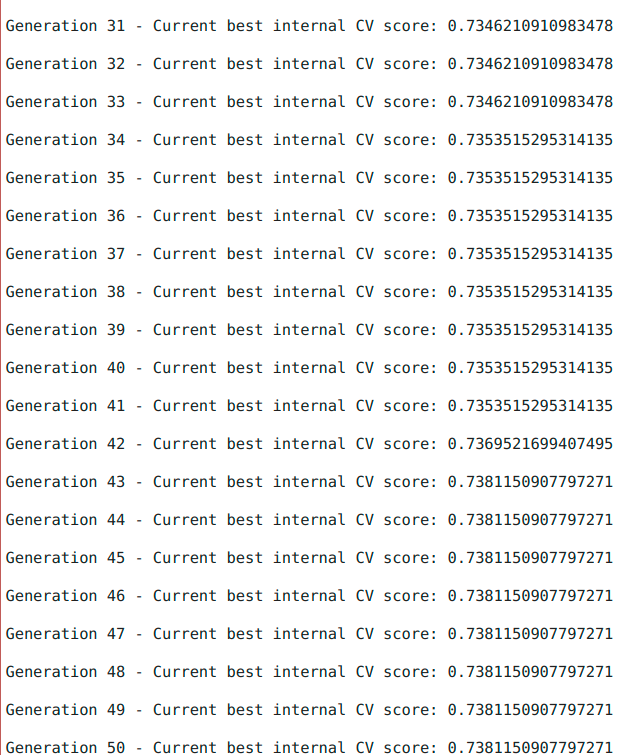 Generation 31 - Current best internal CV score: 0.7346210910983478
Generation 32 - Current best internal CV score: 0.7346210910983478
Generation 33 - Current best internal CV score: 0.7346210910983478
Generation 34 - Current best internal CV score: 0.7353515295314135
Generation 35 - Current best internal CV score: 0.7353515295314135
Generation 36 - Current best internal CV score: 0.7353515295314135
Generation 37 - Current best internal CV score: 0.7353515295314135
Generation 38 - Current best internal CV score: 0.7353515295314135
Generation 39 - Current best internal CV score: 0.7353515295314135
Generation 40 - Current best internal CV score: 0.7353515295314135
Generation 41 - Current best internal CV score: 0.7353515295314135
Generation 42 - Current best internal CV score: 0.7369521699407495
Generation 43 - Current best internal CV score: 0.7381150907797271
Generation 44 - Current best internal CV score: 0.7381150907797271
Generation 45 - Current best internal CV score: 0.7381150907797271
Generation 46 - Current best internal CV score: 0.7381150907797271
Generation 47 - Current best internal CV score: 0.7381150907797271
Generation 48 - Current best internal CV score: 0.7381150907797271
Generation 49 - Current best internal CV score: 0.7381150907797271
Generation 50 - Current best internal CV score: 0.7381150907797271